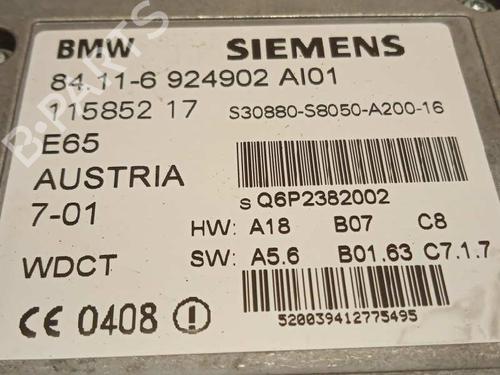 BMW SIEMENS
84.11-6 924902 AI01
115852 17 S30880-S8050-A200-16
E65
AUSTRIA S Q6P2382002
7-01 HW: A18 B07 C8
WDCT SW: A5.6 B01.63 C7.1.7
CE 0408
520039412775495
B-PARTS